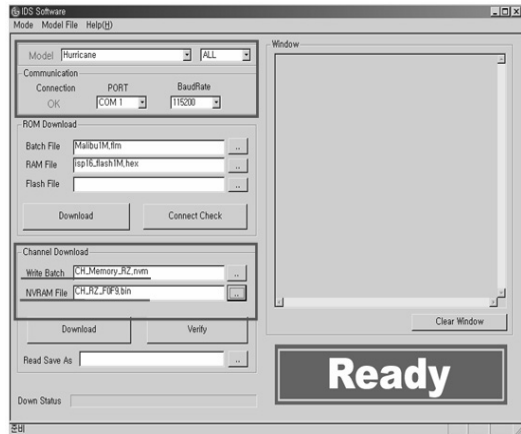 IDS Software
Mode Model File Help(H)
Model Hurricane ALL
Communication
Connection PORT BaudRate
OK COM 1 115200
ROM Download
Batch File Malibu1M,flm ..
RAM File isp16_flash1M,hex ..
Flash File ..
Download Connect Check
Channel Download
Write Batch CH_Memory_RZ,nvm ..
NVRAM File CH_RZ_F0F9,bin ..
Download Verify
Read Save As ..
Down Status
준비
Window
Clear Window
Ready